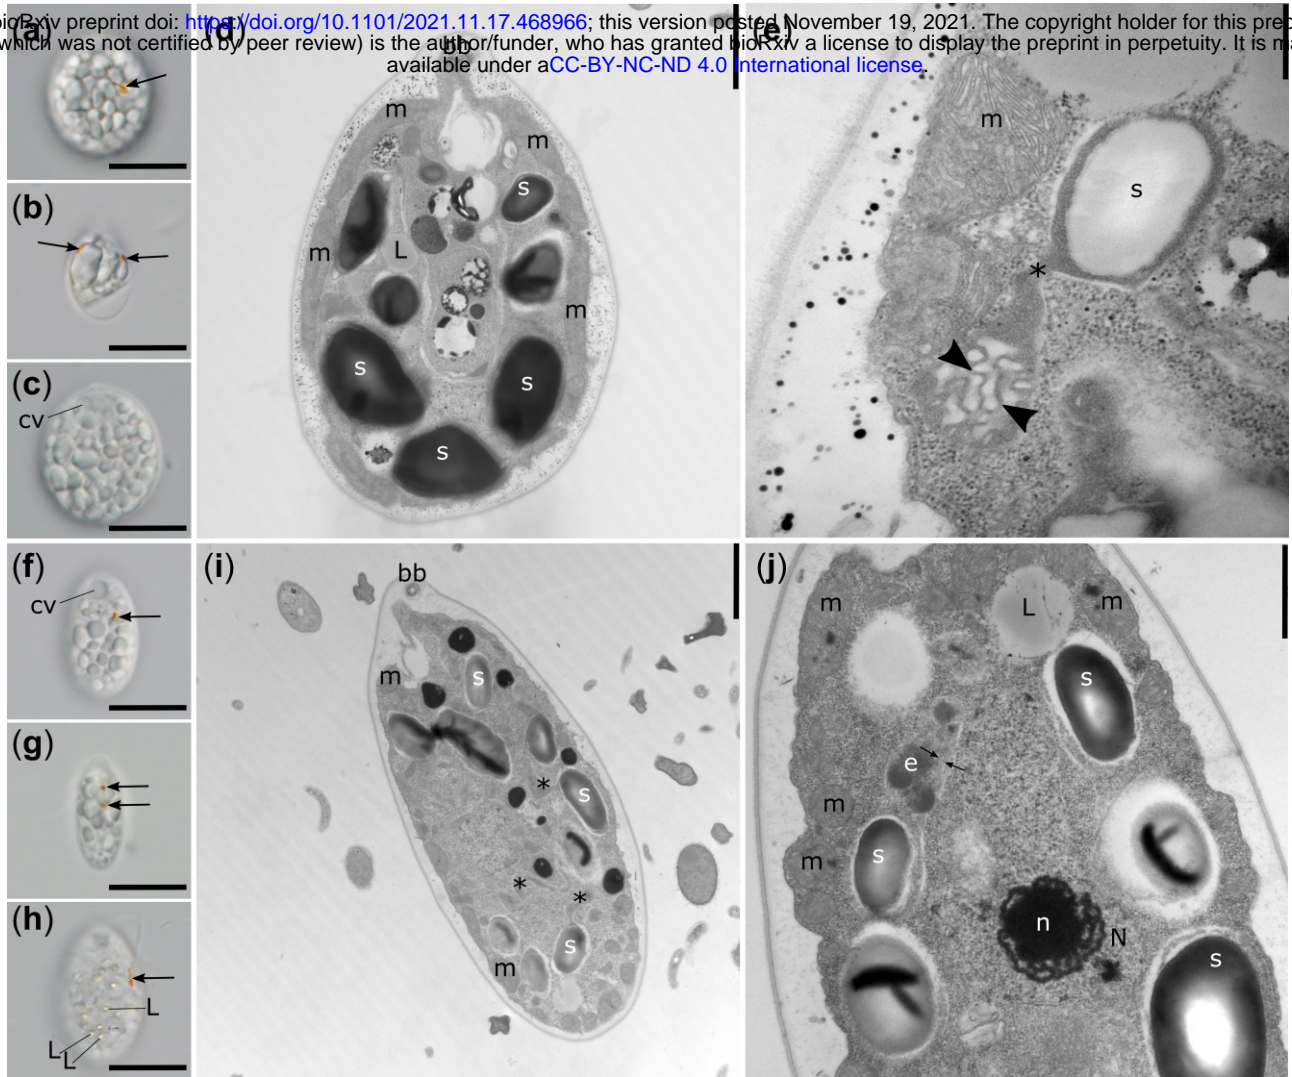 bioRxiv preprint doi: https://doi.org/10.1101/2021.11.17.468966; this version posted November 19, 2021. The copyright holder for this prep
(which was not certified by peer review) is the author/funder, who has granted bioRxiv a license to display the preprint in perpetuity. It is ma
available under aCC-BY-NC-ND 4.0 International license.
(a)
(d)
bb
m
m
s
m
L
m
s
s
s
(e)
m
s
*
(b)
(c)
cv
(f)
cv
(i)
bb
m
s
*
s
*
*
s
m
(j)
m
L
m
s
e
m
m
s
n
N
s
(g)
(h)
L
L
L